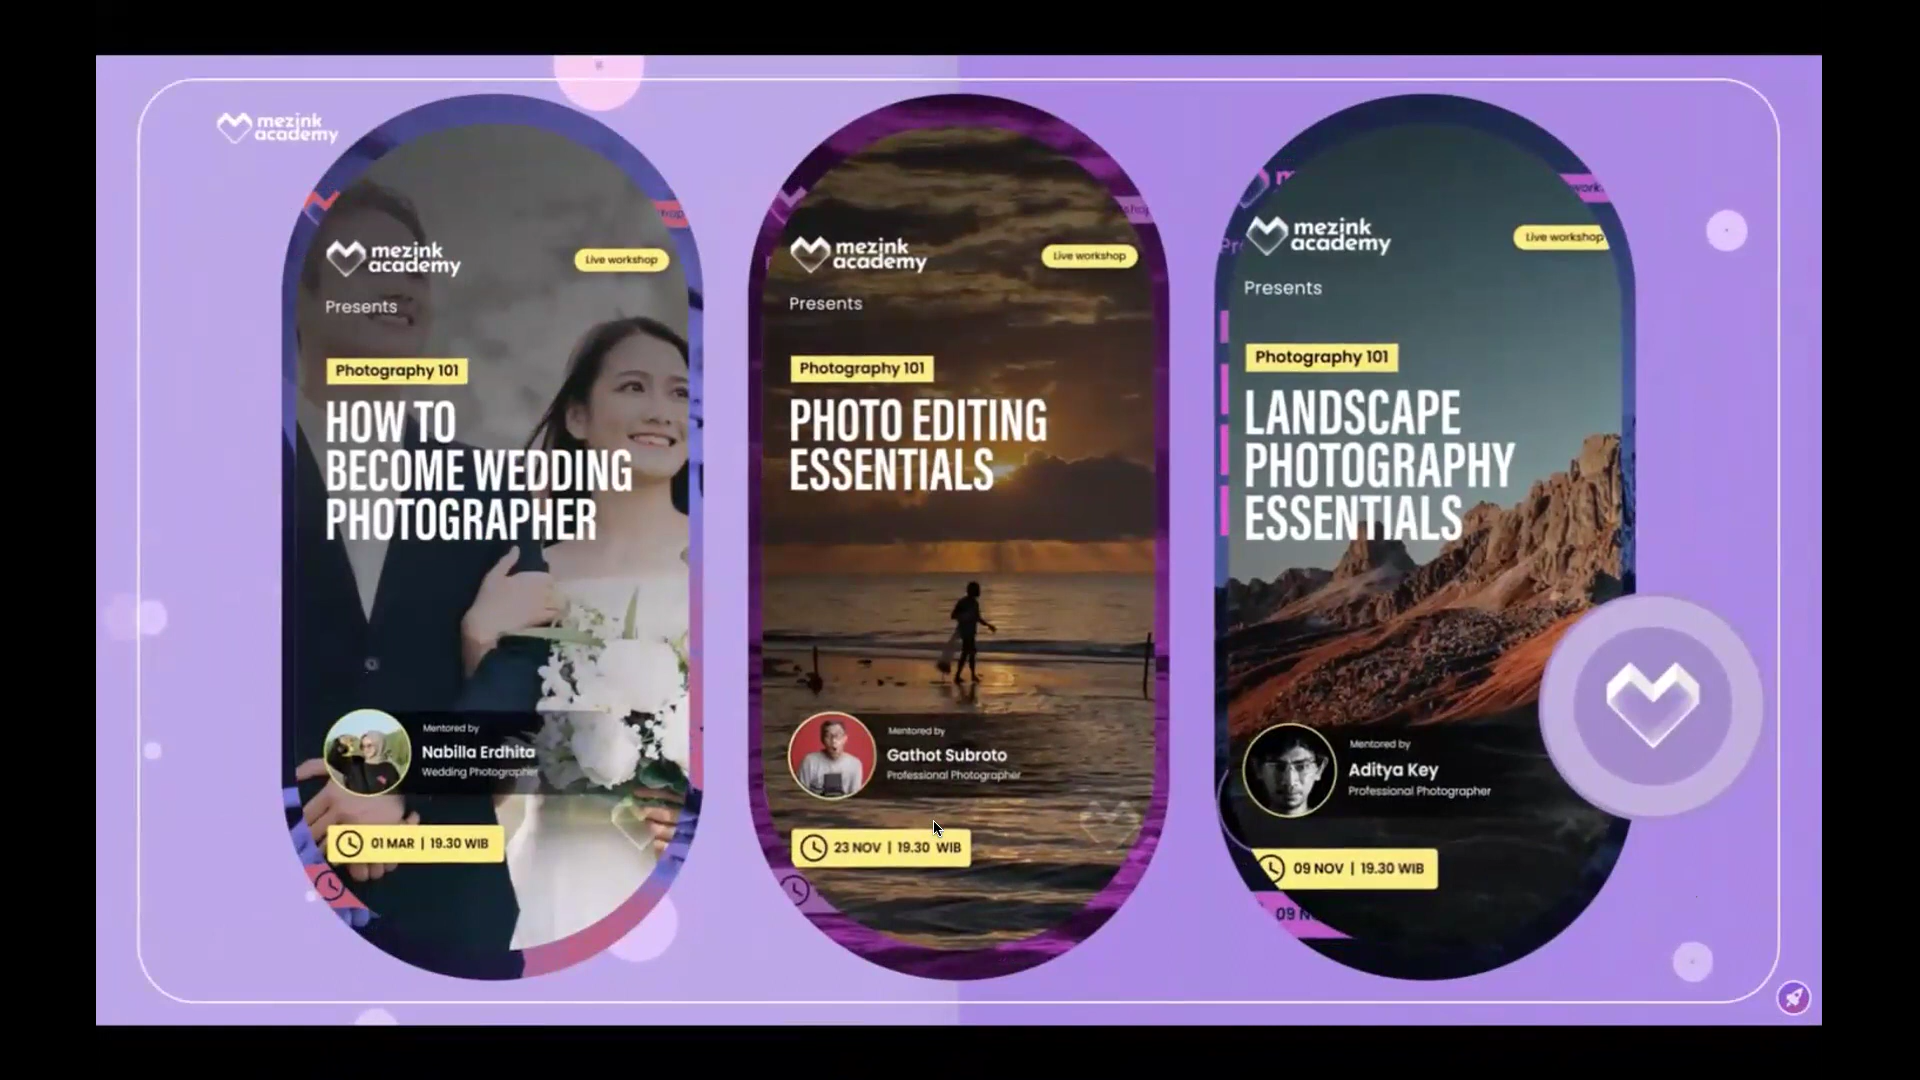 mezink
academy
mezink
academy
Live workshop
Presents
Photography 101
HOW TO
BECOME WEDDING
PHOTOGRAPHER
Mentored by
Nabilla Erdhita
Wedding Photographer
01 MAR | 19.30 WIB
mezink
academy
Live workshop
Presents
Photography 101
PHOTO EDITING
ESSENTIALS
Mentored by
Gathot Subroto
Professional Photographer
23 NOV | 19.30 WIB
mezink
academy
Live workshop
Presents
Photography 101
LANDSCAPE
PHOTOGRAPHY
ESSENTIALS
Mentored by
Aditya Key
Professional Photographer
09 NOV | 19.30 WIB